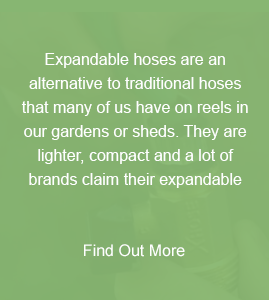 Expandable hoses are an
alternative to traditional hoses
that many of us have on reels in
our gardens or sheds. They are
lighter, compact and a lot of
brands claim their expandable
Find Out More